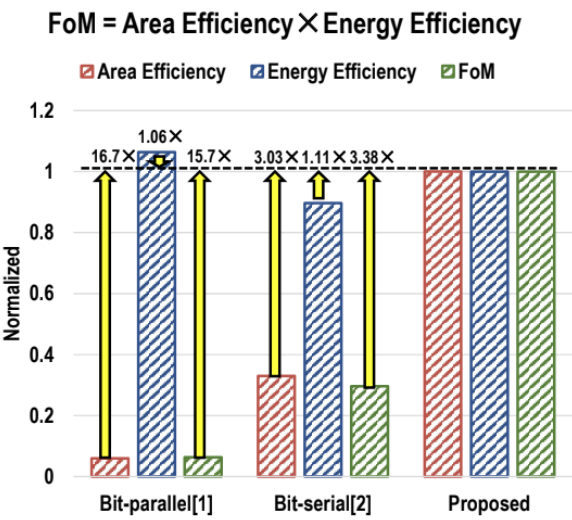 FoM = Area Efficiency × Energy Efficiency
Area Efficiency Energy Efficiency FoM
1.2
1.06×
16.7× 15.7× 3.03× 1.11× 3.38×
1
0.8
0.6
0.4
0.2
0
Normalized
Bit-parallel[1] Bit-serial[2] Proposed